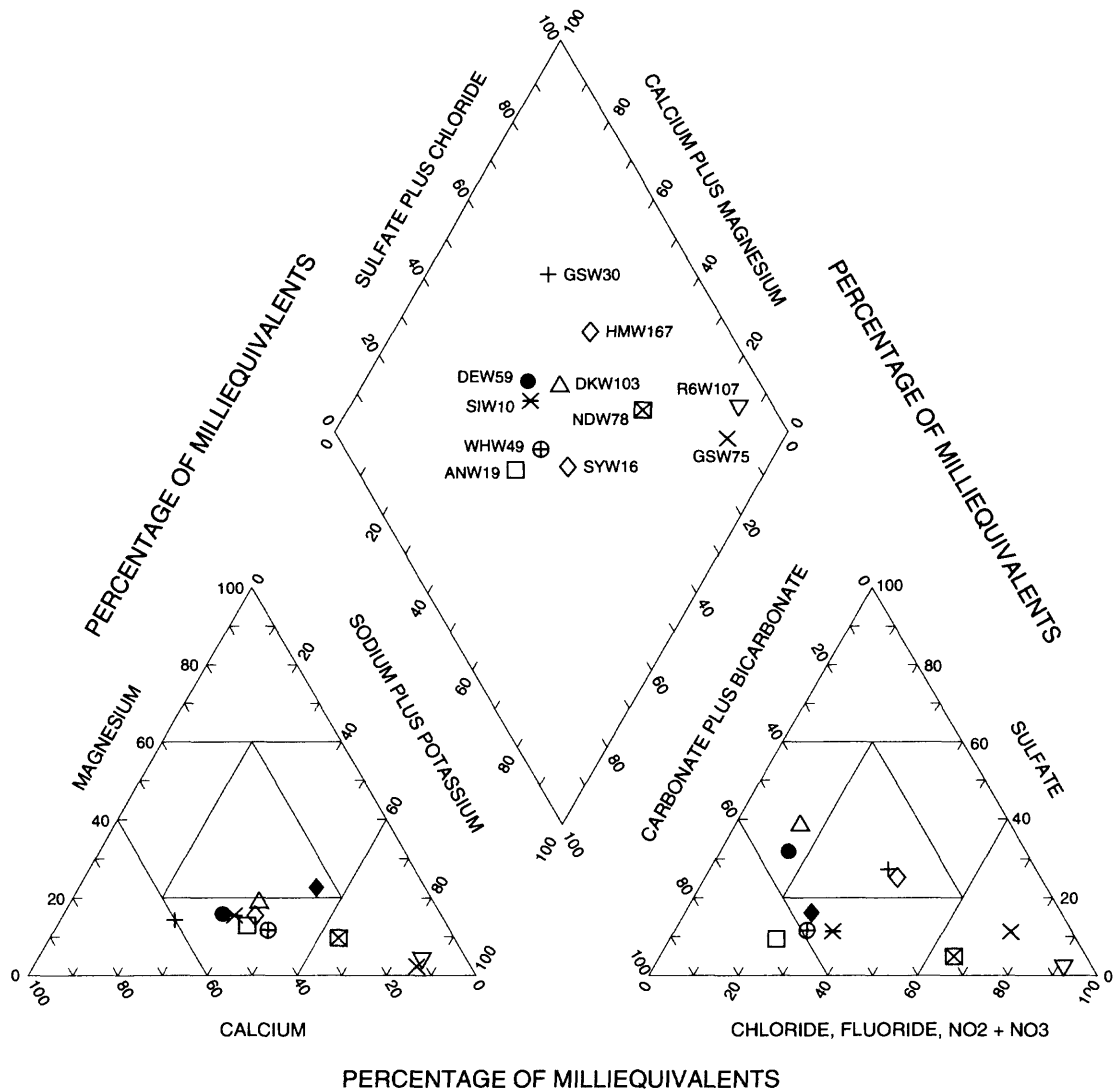 100 100
80 80
60 60
40 40
20 20
0 0
0 0
20 20
40 40
60 60
80 80
100 100
SULFATE PLUS CHLORIDE
CALCIUM PLUS MAGNESIUM
PERCENTAGE OF MILLIEQUIVALENTS
PERCENTAGE OF MILLIEQUIVALENTS
GSW30
HMW167
DEW59
DKW103
R6W107
SIW10
NDW78
WHW49
GSW75
ANW19
SYW16
100 0
80 20
60 40
40 60
20 80
0 100
100 80 60 40 20 0
MAGNESIUM
SODIUM PLUS POTASSIUM
CALCIUM
0 100
20 80
40 60
60 40
80 20
100 0
0 20 40 60 80 100
CARBONATE PLUS BICARBONATE
SULFATE
CHLORIDE, FLUORIDE, NO2 + NO3
PERCENTAGE OF MILLIEQUIVALENTS